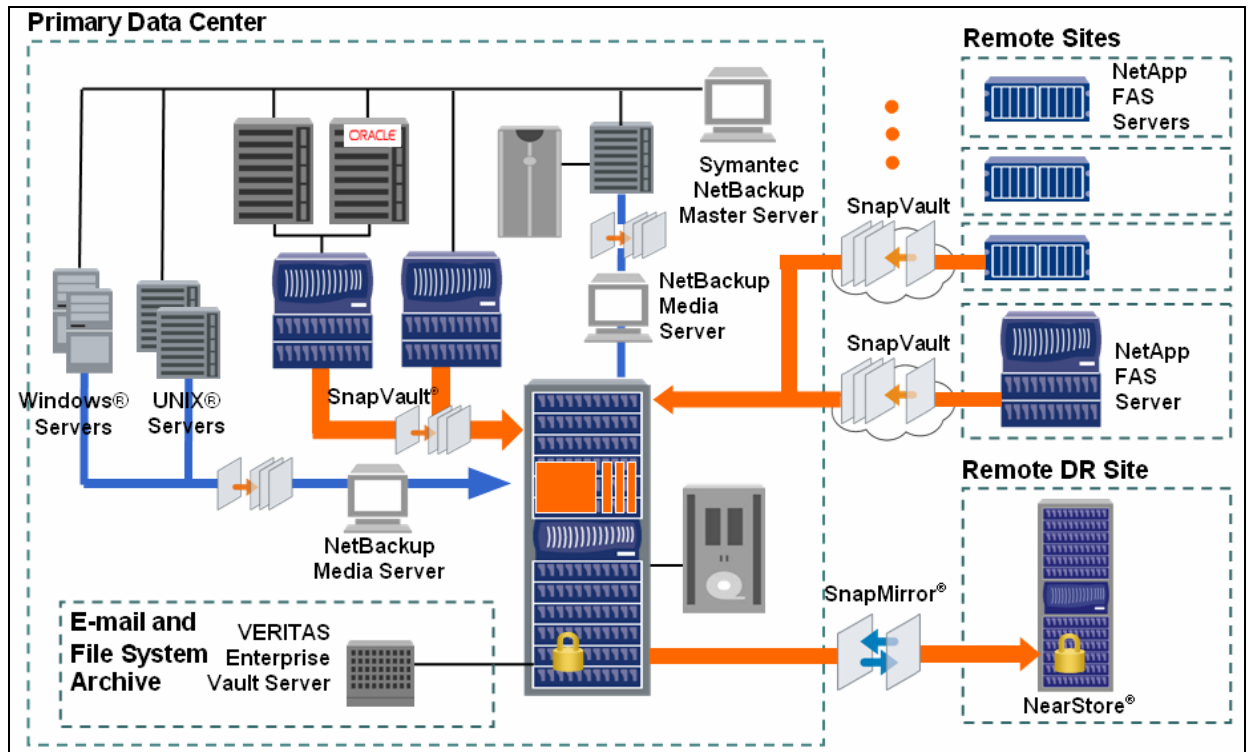 Primary Data Center
Remote Sites
NetApp
FAS
Servers
ORACLE
Symantec
NetBackup
Master Server
SnapVault
NetBackup
Media
Server
SnapVault
NetApp
FAS
Server
Windows®
Servers
UNIX®
Servers
SnapVault®
Remote DR Site
NetBackup
Media Server
SnapMirror®
E-mail and
File System
Archive
VERITAS
Enterprise
Vault Server
NearStore®